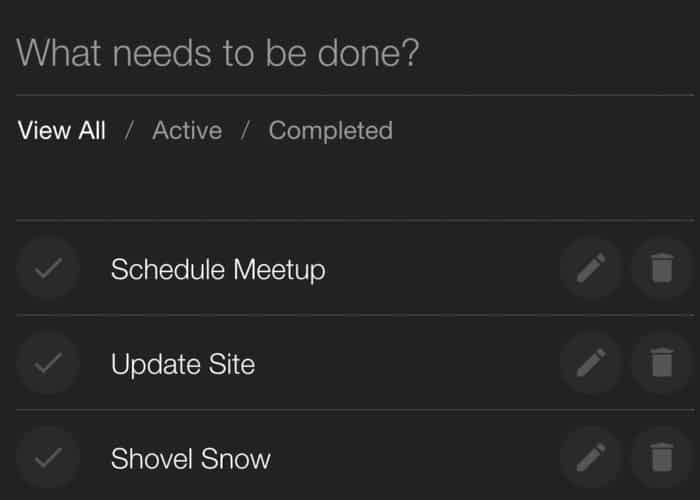 What needs to be done?
View All / Active / Completed
Schedule Meetup
Update Site
Shovel Snow